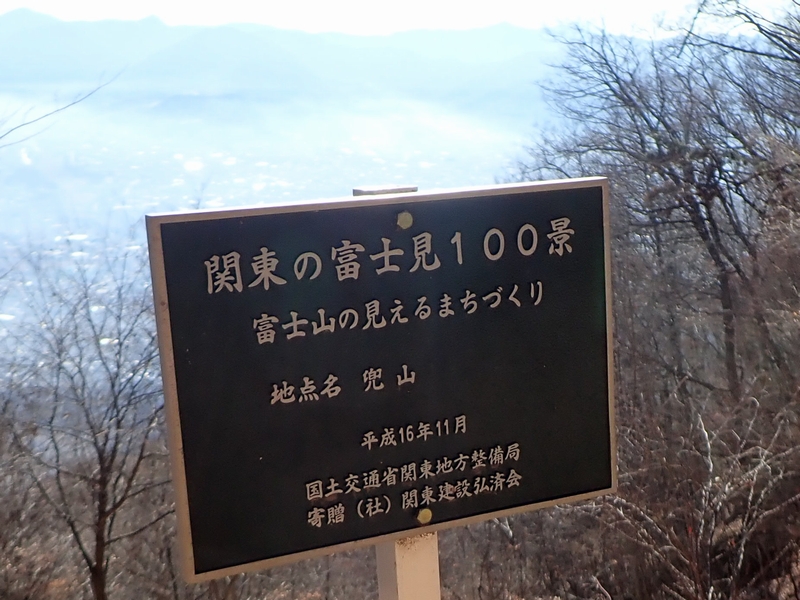 関東の富士見100景
富士山の見えるまちづくり
地点名 兜山
平成16年11月
国土交通省関東地方整備局
寄贈（社）関東建設弘済会